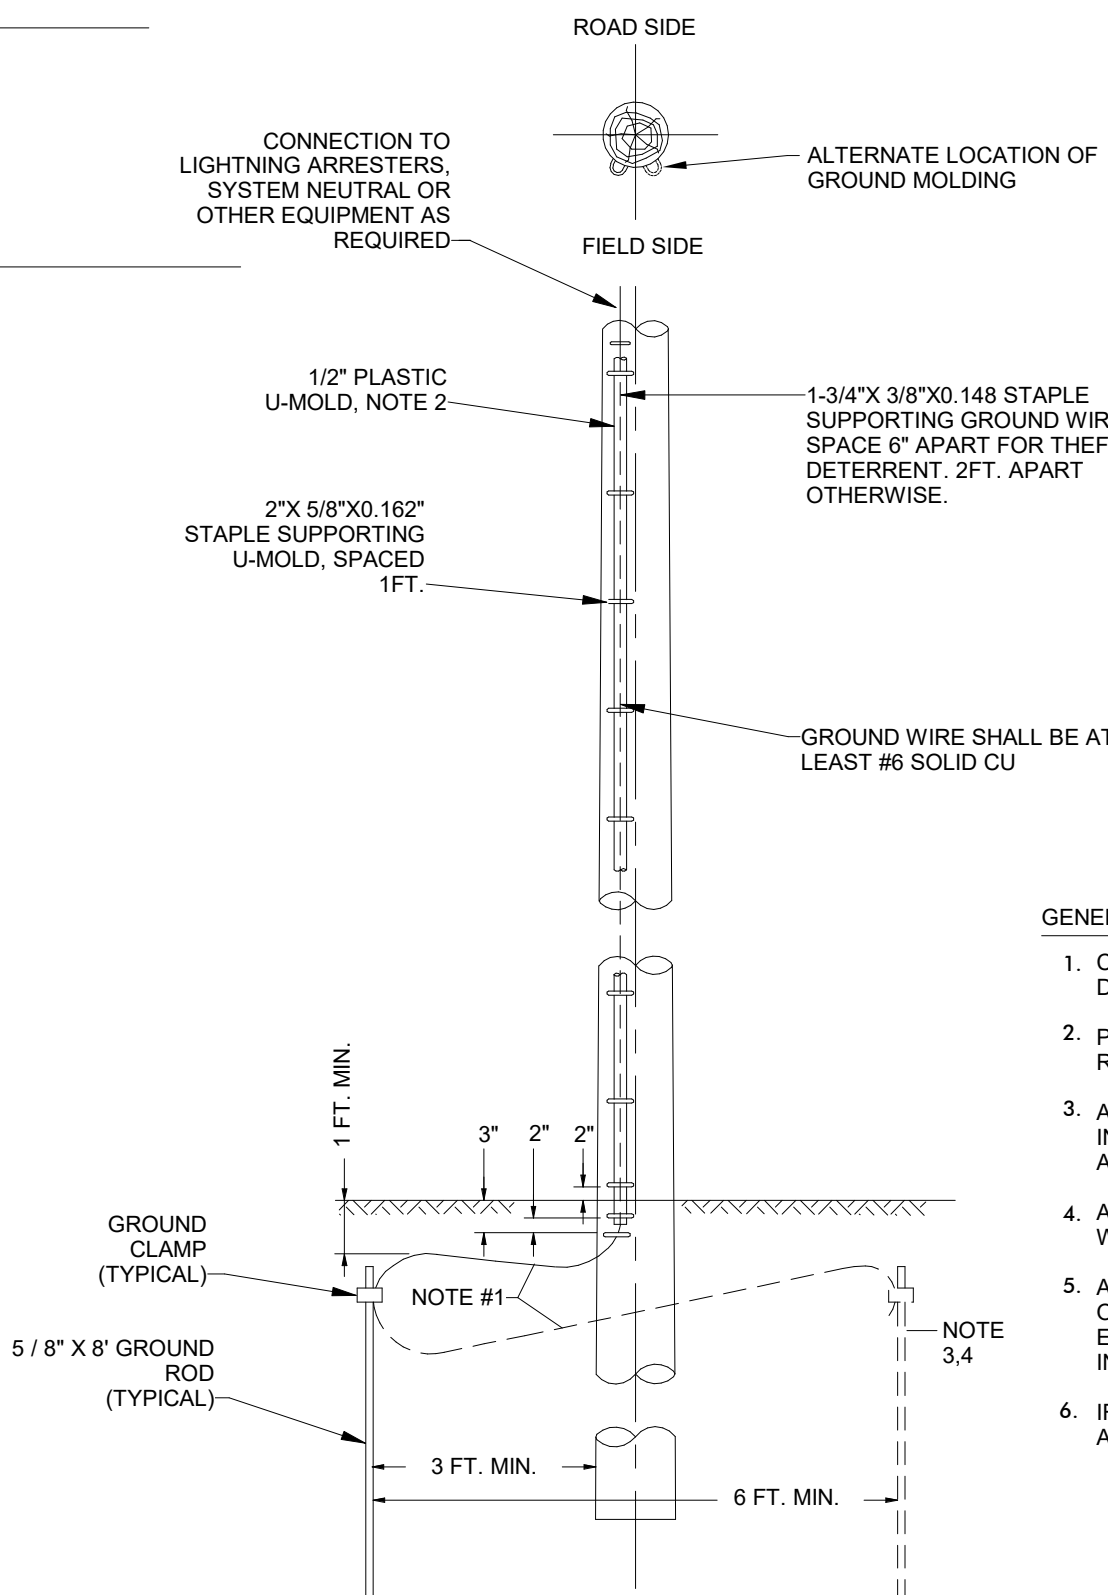 ROAD SIDE
CONNECTION TO
LIGHTNING ARRESTERS,
SYSTEM NEUTRAL OR
OTHER EQUIPMENT AS
REQUIRED
ALTERNATE LOCATION OF
GROUND MOLDING
FIELD SIDE
1/2" PLASTIC
U-MOLD, NOTE 2
1-3/4"X 3/8"X0.148 STAPLE
SUPPORTING GROUND WIR
SPACE 6" APART FOR THEF
DETERRENT. 2FT. APART
OTHERWISE.
2"X 5/8"X0.162"
STAPLE SUPPORTING
U-MOLD, SPACED
1FT.
GROUND WIRE SHALL BE AT
LEAST #6 SOLID CU
GENE
1.
2.
3.
IN
4.
5.
6.
1 FT. MIN.
3" 2" 2"
GROUND
CLAMP
(TYPICAL)
NOTE #1
5 / 8" X 8' GROUND
ROD
(TYPICAL)
NOTE
3,4
3 FT. MIN.
6 FT. MIN.